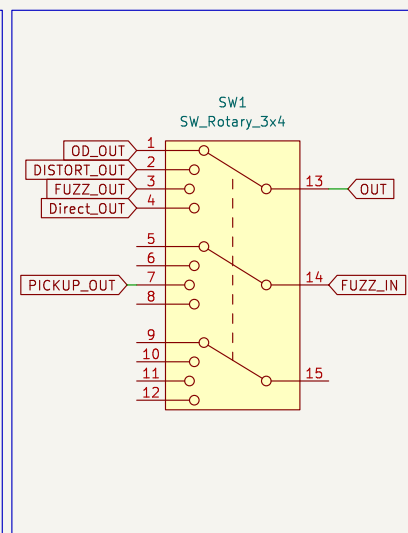 SW1
SW_Rotary_3x4
OD_OUT 1
DISTORT_OUT 2
FUZZ_OUT 3 13 OUT
Direct_OUT 4
5
6
PICKUP_OUT 7 14 FUZZ_IN
8
9
10
11 15
12